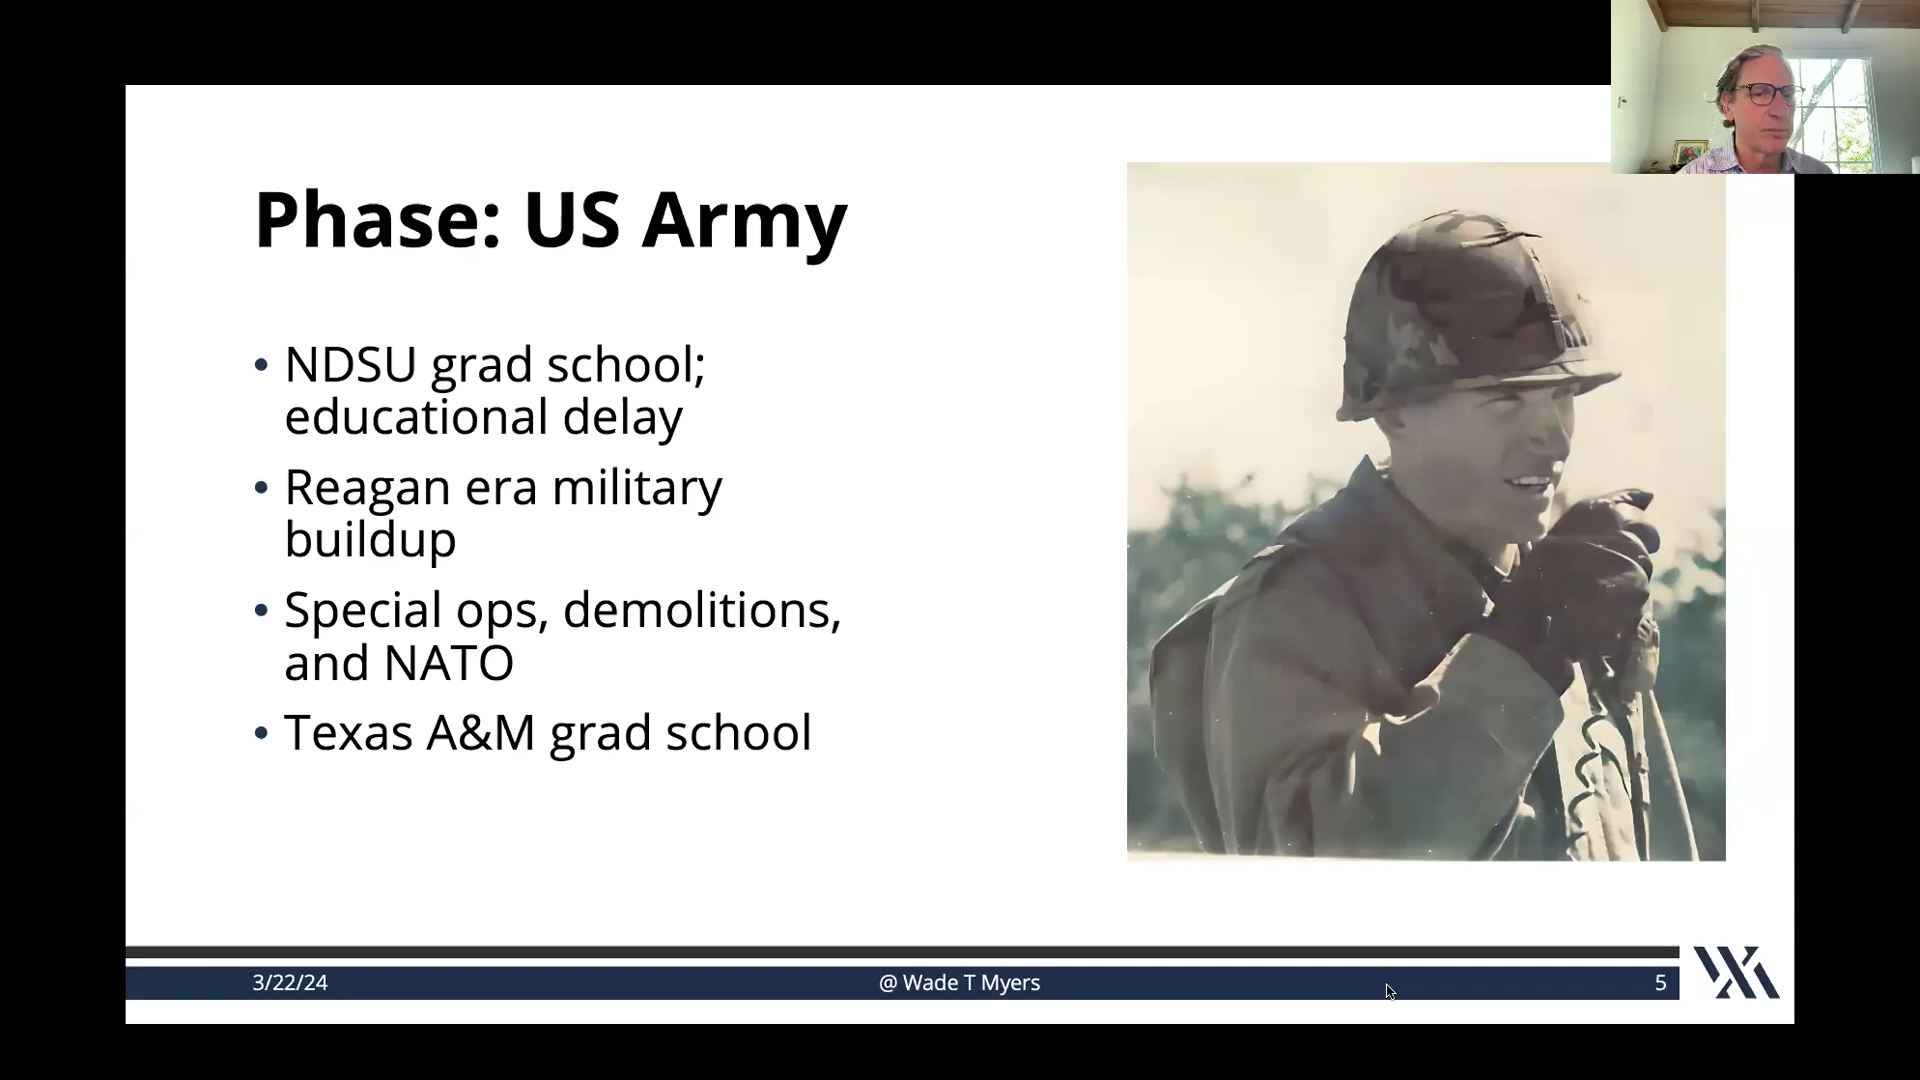 Phase: US Army
• NDSU grad school;
educational delay
• Reagan era military
buildup
• Special ops, demolitions,
and NATO
• Texas A&M grad school
3/22/24
@ Wade T Myers
5